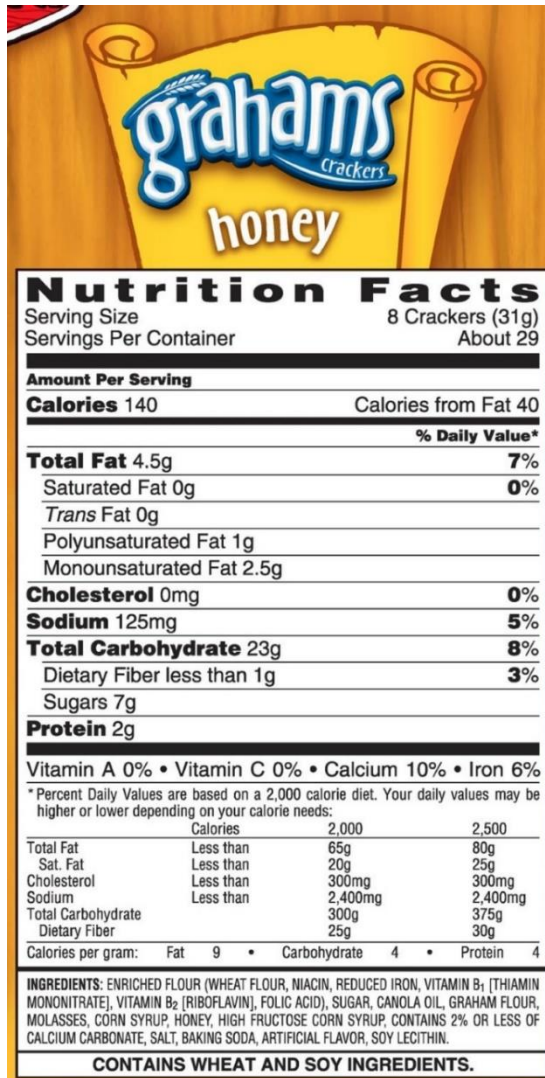 grahams
crackers
honey
Nutrition Facts
Serving Size 8 Crackers (31g)
Servings Per Container About 29
Amount Per Serving
Calories 140 Calories from Fat 40
% Daily Value*
Total Fat 4.5g 7%
Saturated Fat 0g 0%
Trans Fat 0g
Polyunsaturated Fat 1g
Monounsaturated Fat 2.5g
Cholesterol 0mg 0%
Sodium 125mg 5%
Total Carbohydrate 23g 8%
Dietary Fiber less than 1g 3%
Sugars 7g
Protein 2g
Vitamin A 0% • Vitamin C 0% • Calcium 10% • Iron 6%
*Percent Daily Values are based on a 2,000 calorie diet. Your daily values may be
higher or lower depending on your calorie needs:
Calories 2,000 2,500
Total Fat Less than 65g 80g
Sat. Fat Less than 20g 25g
Cholesterol Less than 300mg 300mg
Sodium Less than 2,400mg 2,400mg
Total Carbohydrate 300g 375g
Dietary Fiber 25g 30g
Calories per gram: Fat 9 • Carbohydrate 4 • Protein 4
INGREDIENTS: ENRICHED FLOUR (WHEAT FLOUR, NIACIN, REDUCED IRON, VITAMIN B1 [THIAMIN
MONONITRATE], VITAMIN B2 [RIBOFLAVIN], FOLIC ACID), SUGAR, CANOLA OIL, GRAHAM FLOUR,
MOLASSES, CORN SYRUP, HONEY, HIGH FRUCTOSE CORN SYRUP, CONTAINS 2% OR LESS OF
CALCIUM CARBONATE, SALT, BAKING SODA, ARTIFICIAL FLAVOR, SOY LECITHIN.
CONTAINS WHEAT AND SOY INGREDIENTS.